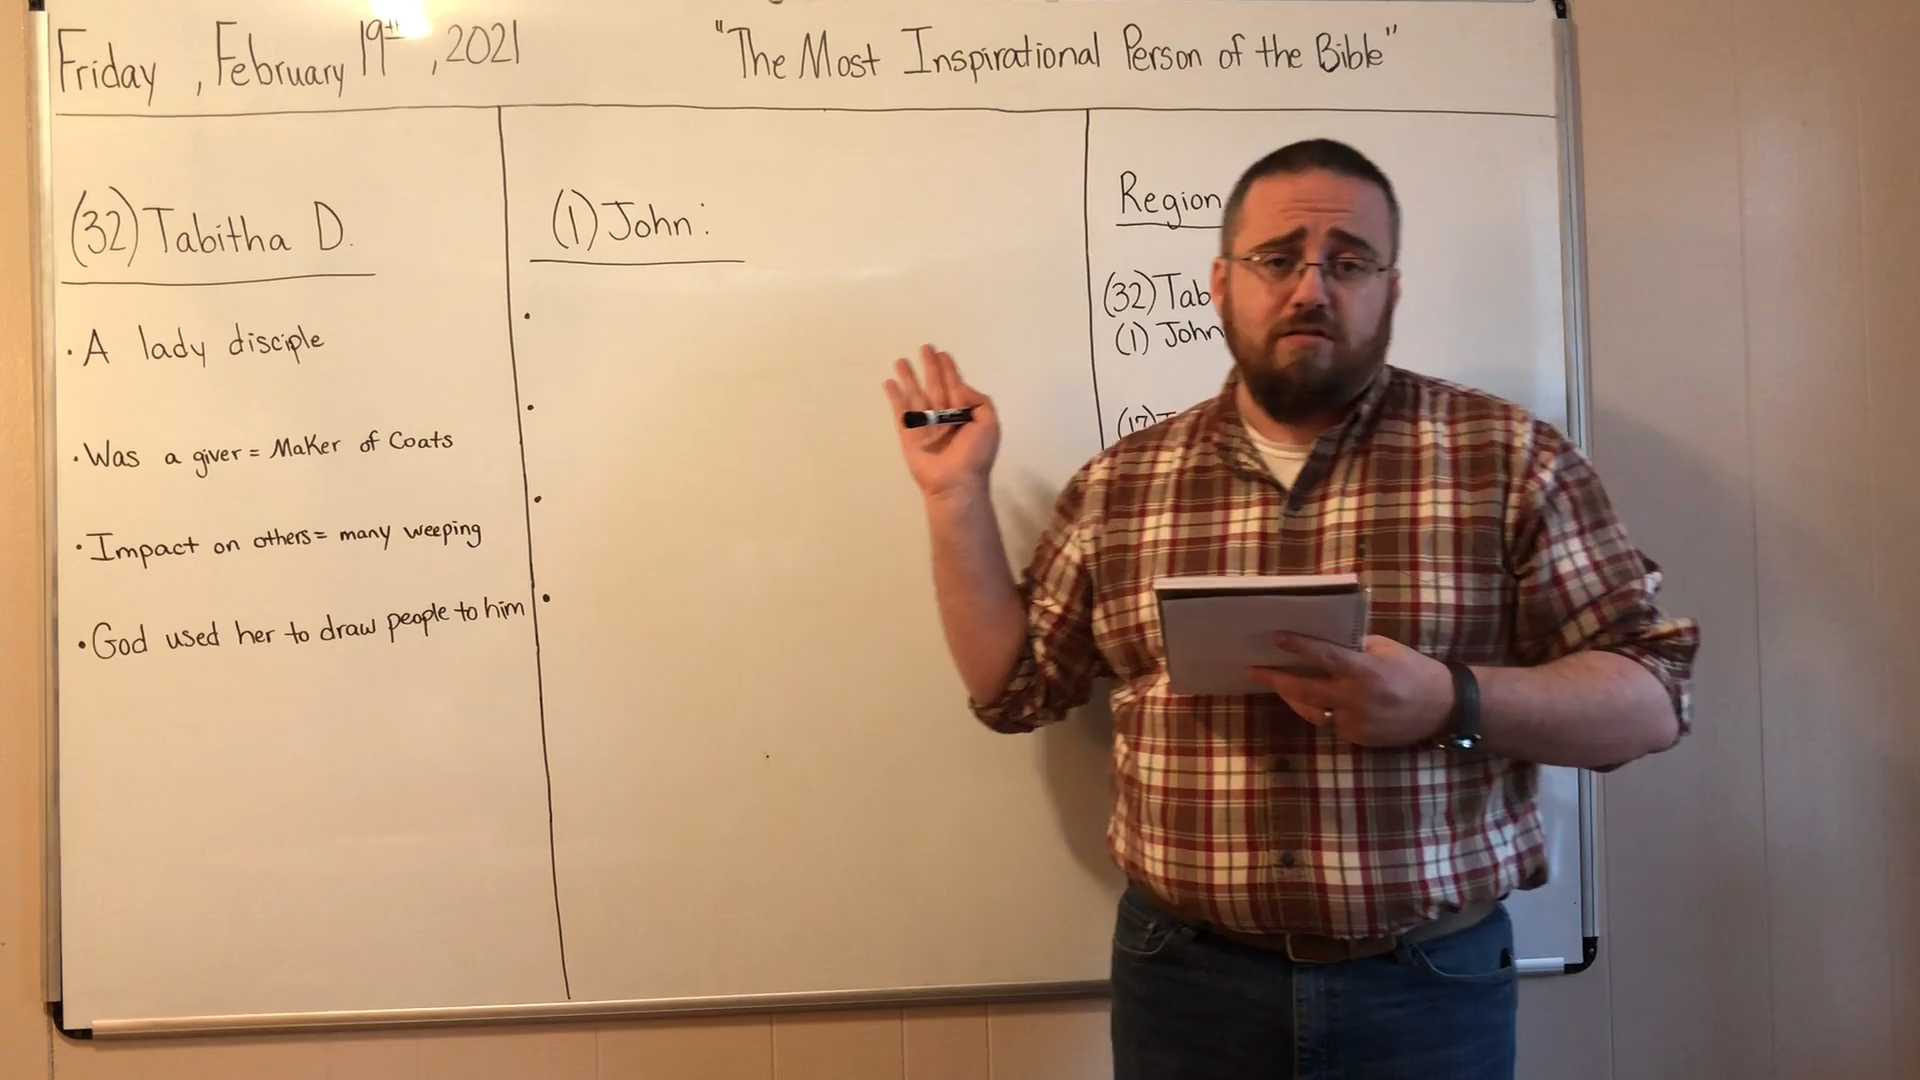 Friday, February 19th, 2021
"The Most Inspirational Person of the Bible"
(32) Tabitha D.
• A lady disciple
• Was a giver = Maker of Coats
• Impact on others = many weeping
• God used her to draw people to him
(1) John:
•
•
•
•
Region
(32) Tab
(1) John
(17)